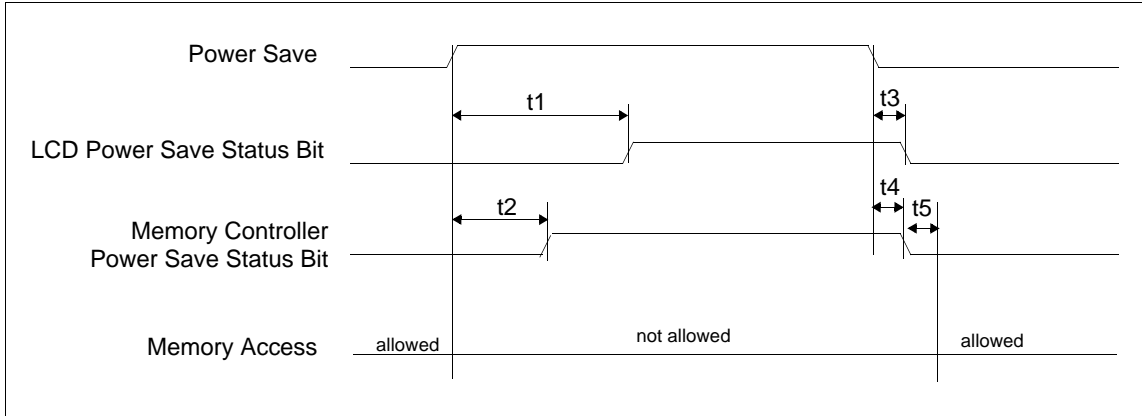 Power Save
t1
t3
LCD Power Save Status Bit
t2
t4
t5
Memory Controller
Power Save Status Bit
Memory Access
allowed
not allowed
allowed